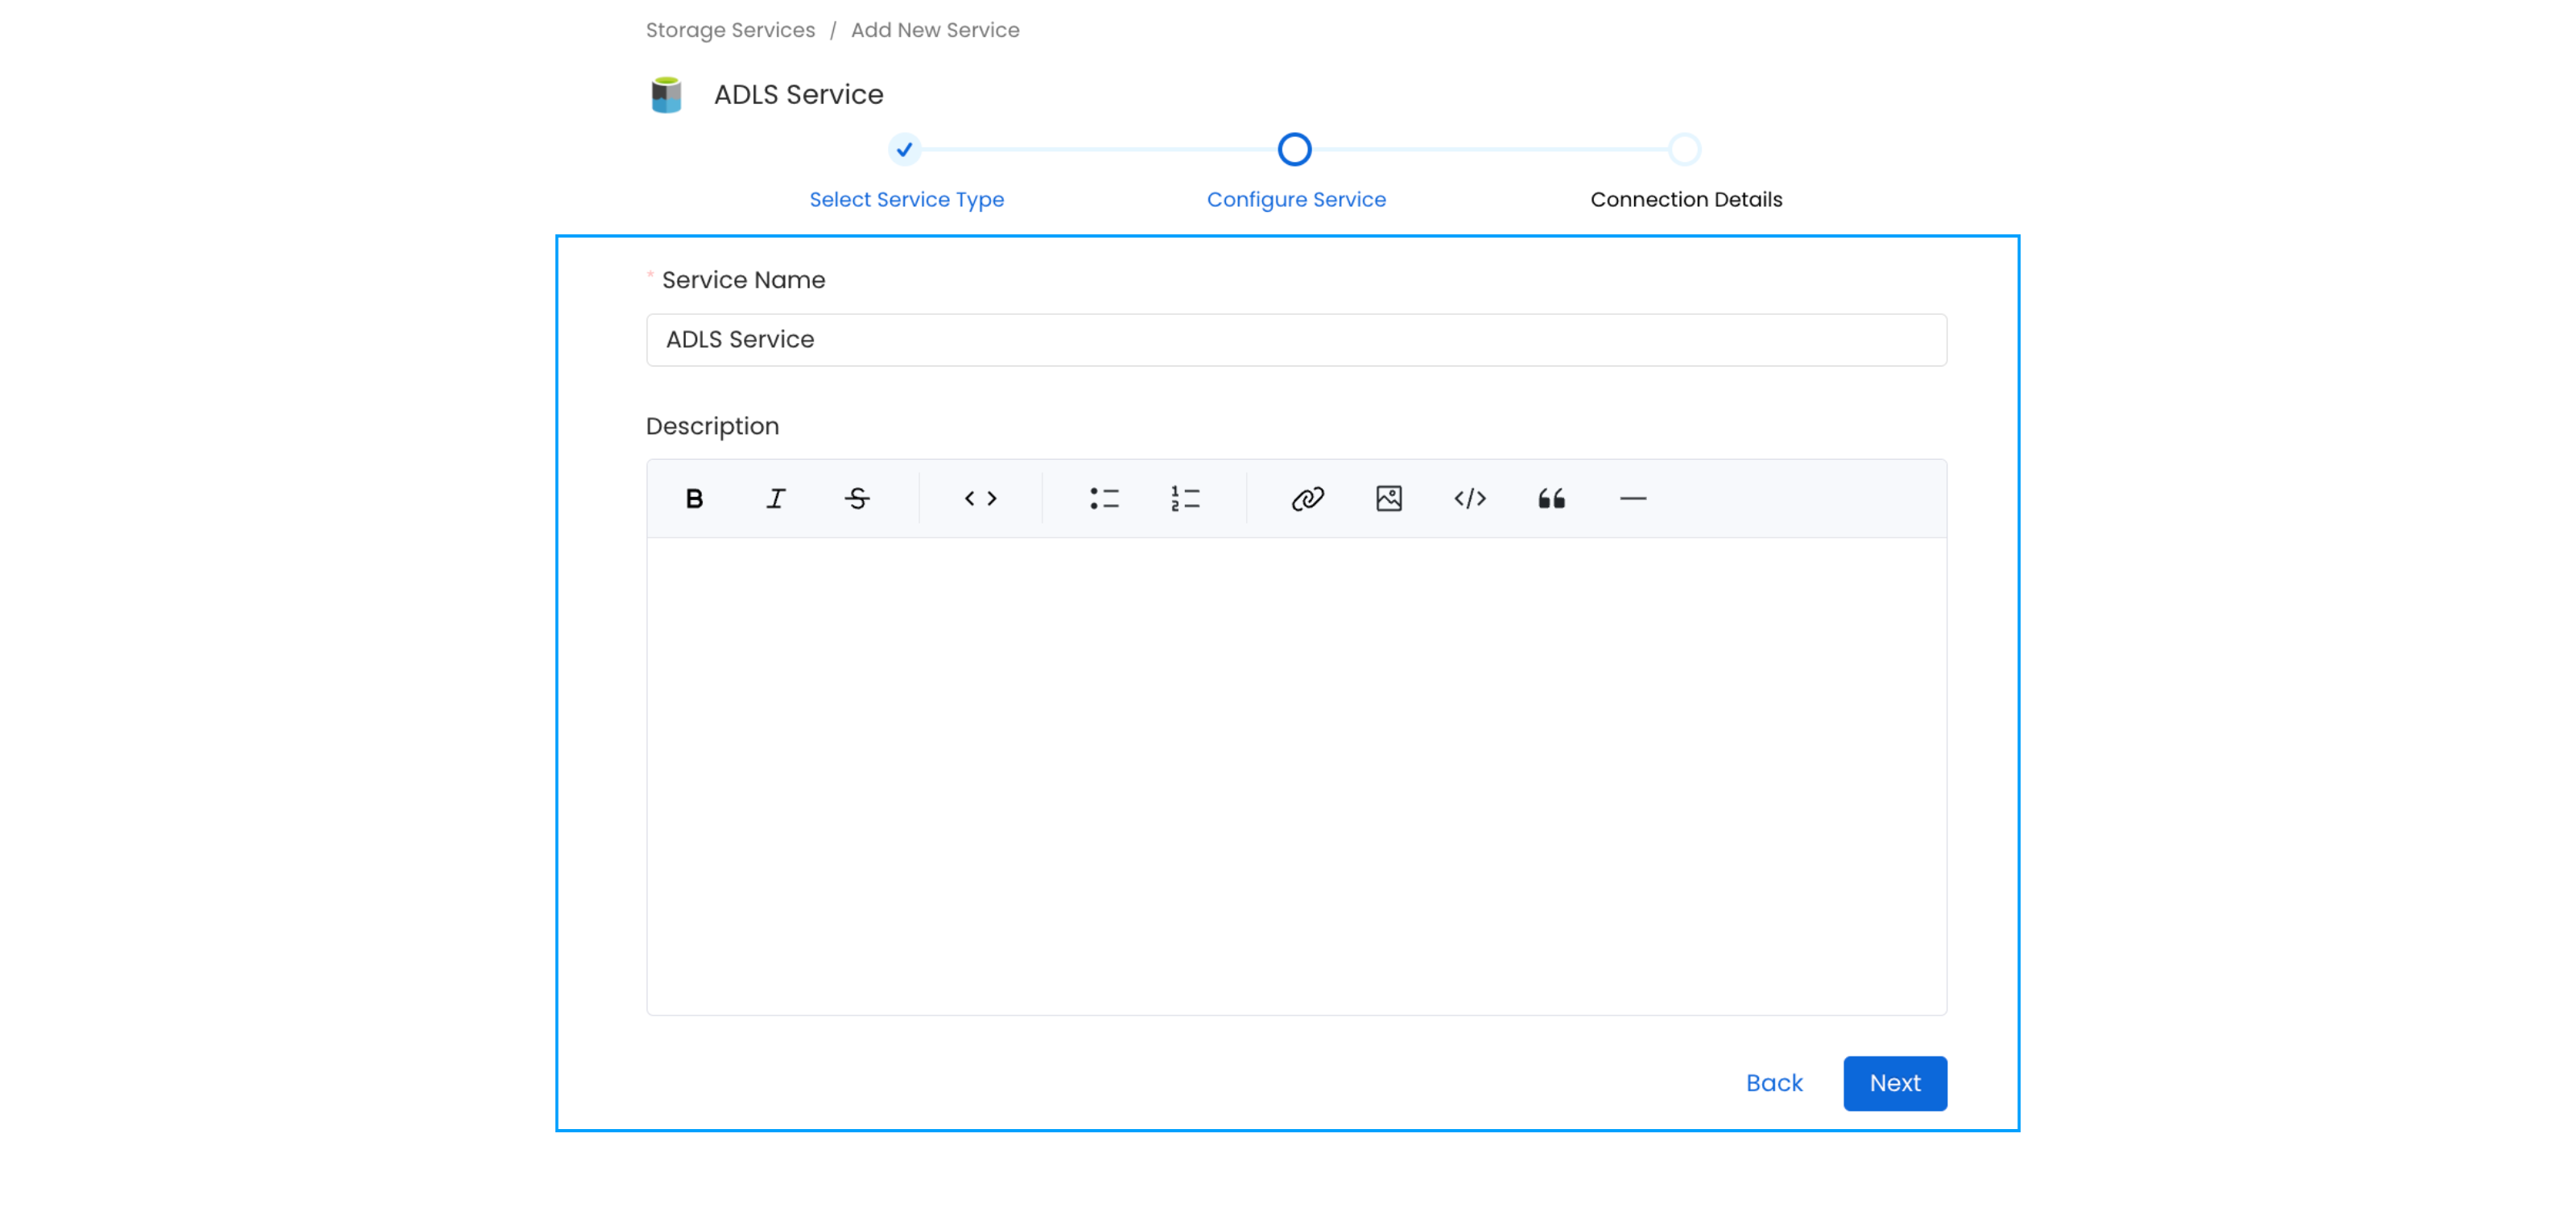 Storage Services / Add New Service
ADLS Service
Select Service Type Configure Service Connection Details
* Service Name
ADLS Service
Description
Back Next